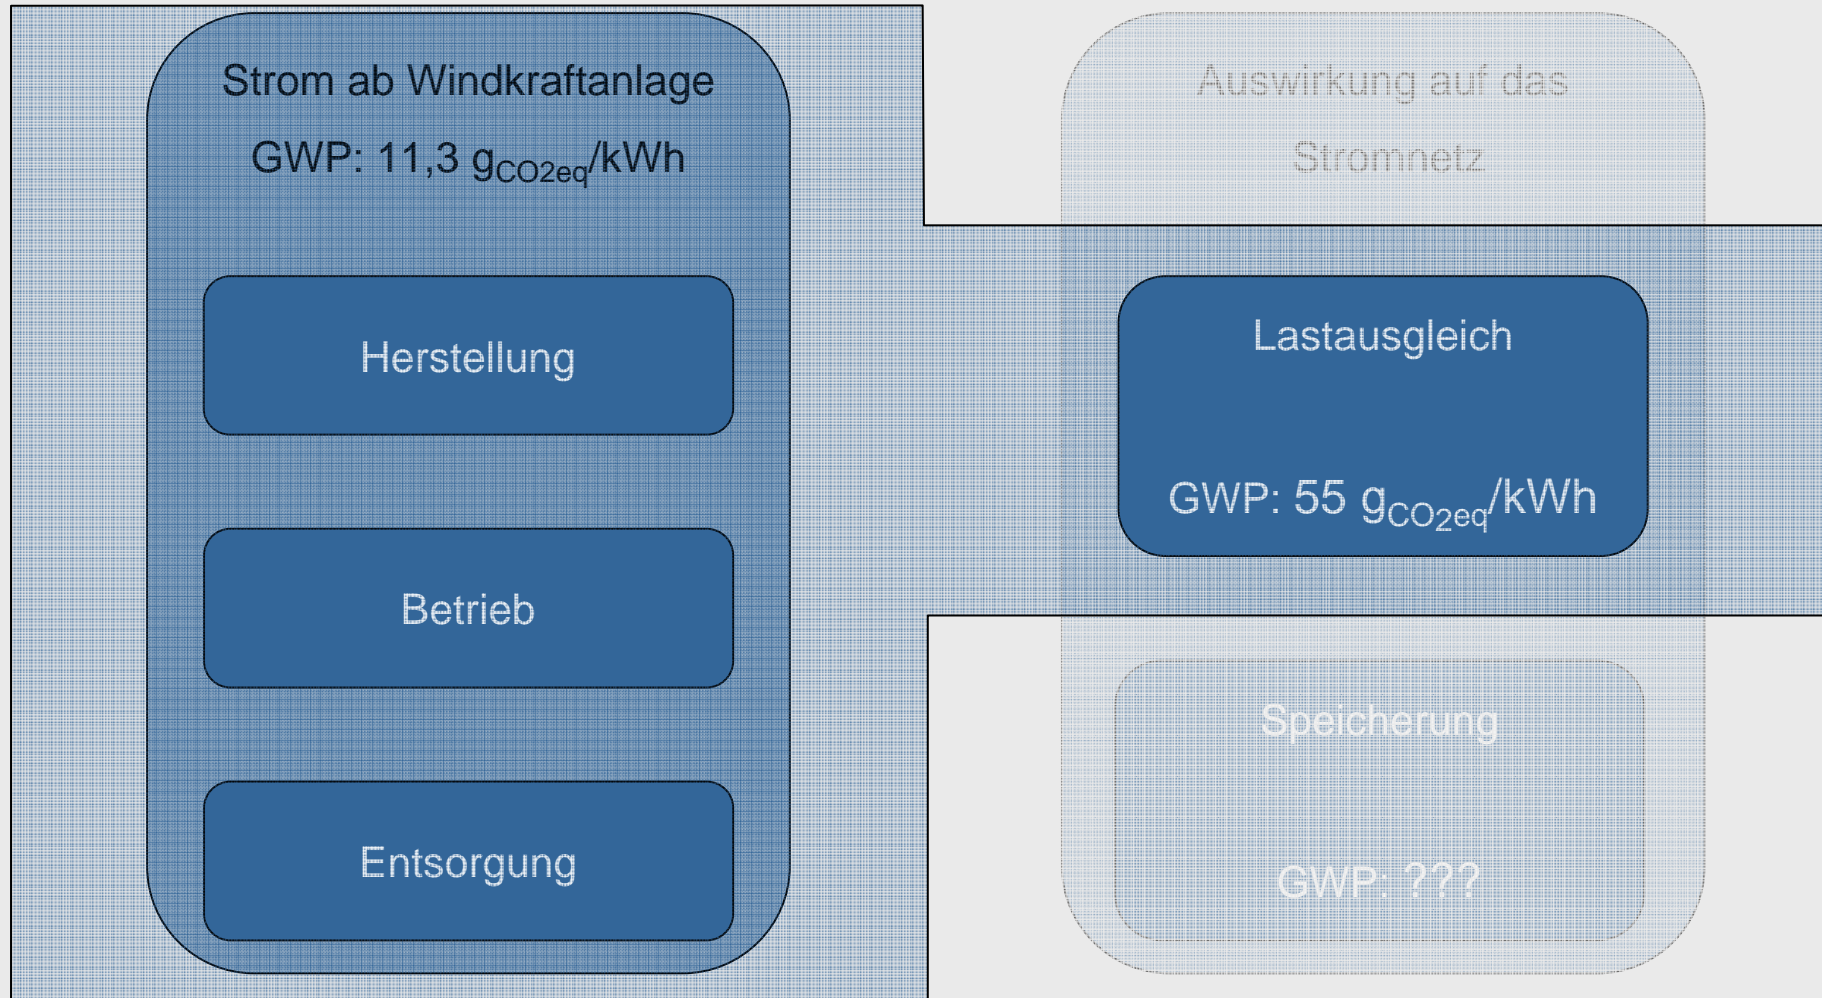 Strom ab Windkraftanlage
GWP: 11,3 gCO2eq/kWh
Herstellung
Betrieb
Entsorgung
Auswirkung auf das
Stromnetz
Lastausgleich
GWP: 55 gCO2eq/kWh
Speicherung
GWP: ???